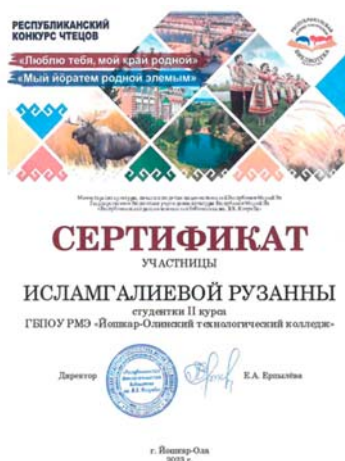 РЕСПУБЛИКАНСКИЙ
КОНКУРС ЧТЕЦОВ
«Люблю тебя, мой край родной»
«Мый йӧратем родной элемым»
СЕРТИФИКАТ
УЧАСТНИЦЫ
ИСЛАМГАЛИЕВОЙ РУЗАННЫ
студентки II курса
ГБПОУ РМЭ «Йошкар-Олинский технологический колледж»
Директор
Е.А. Ерпылёва
г. Йошкар-Ола
2023 г.